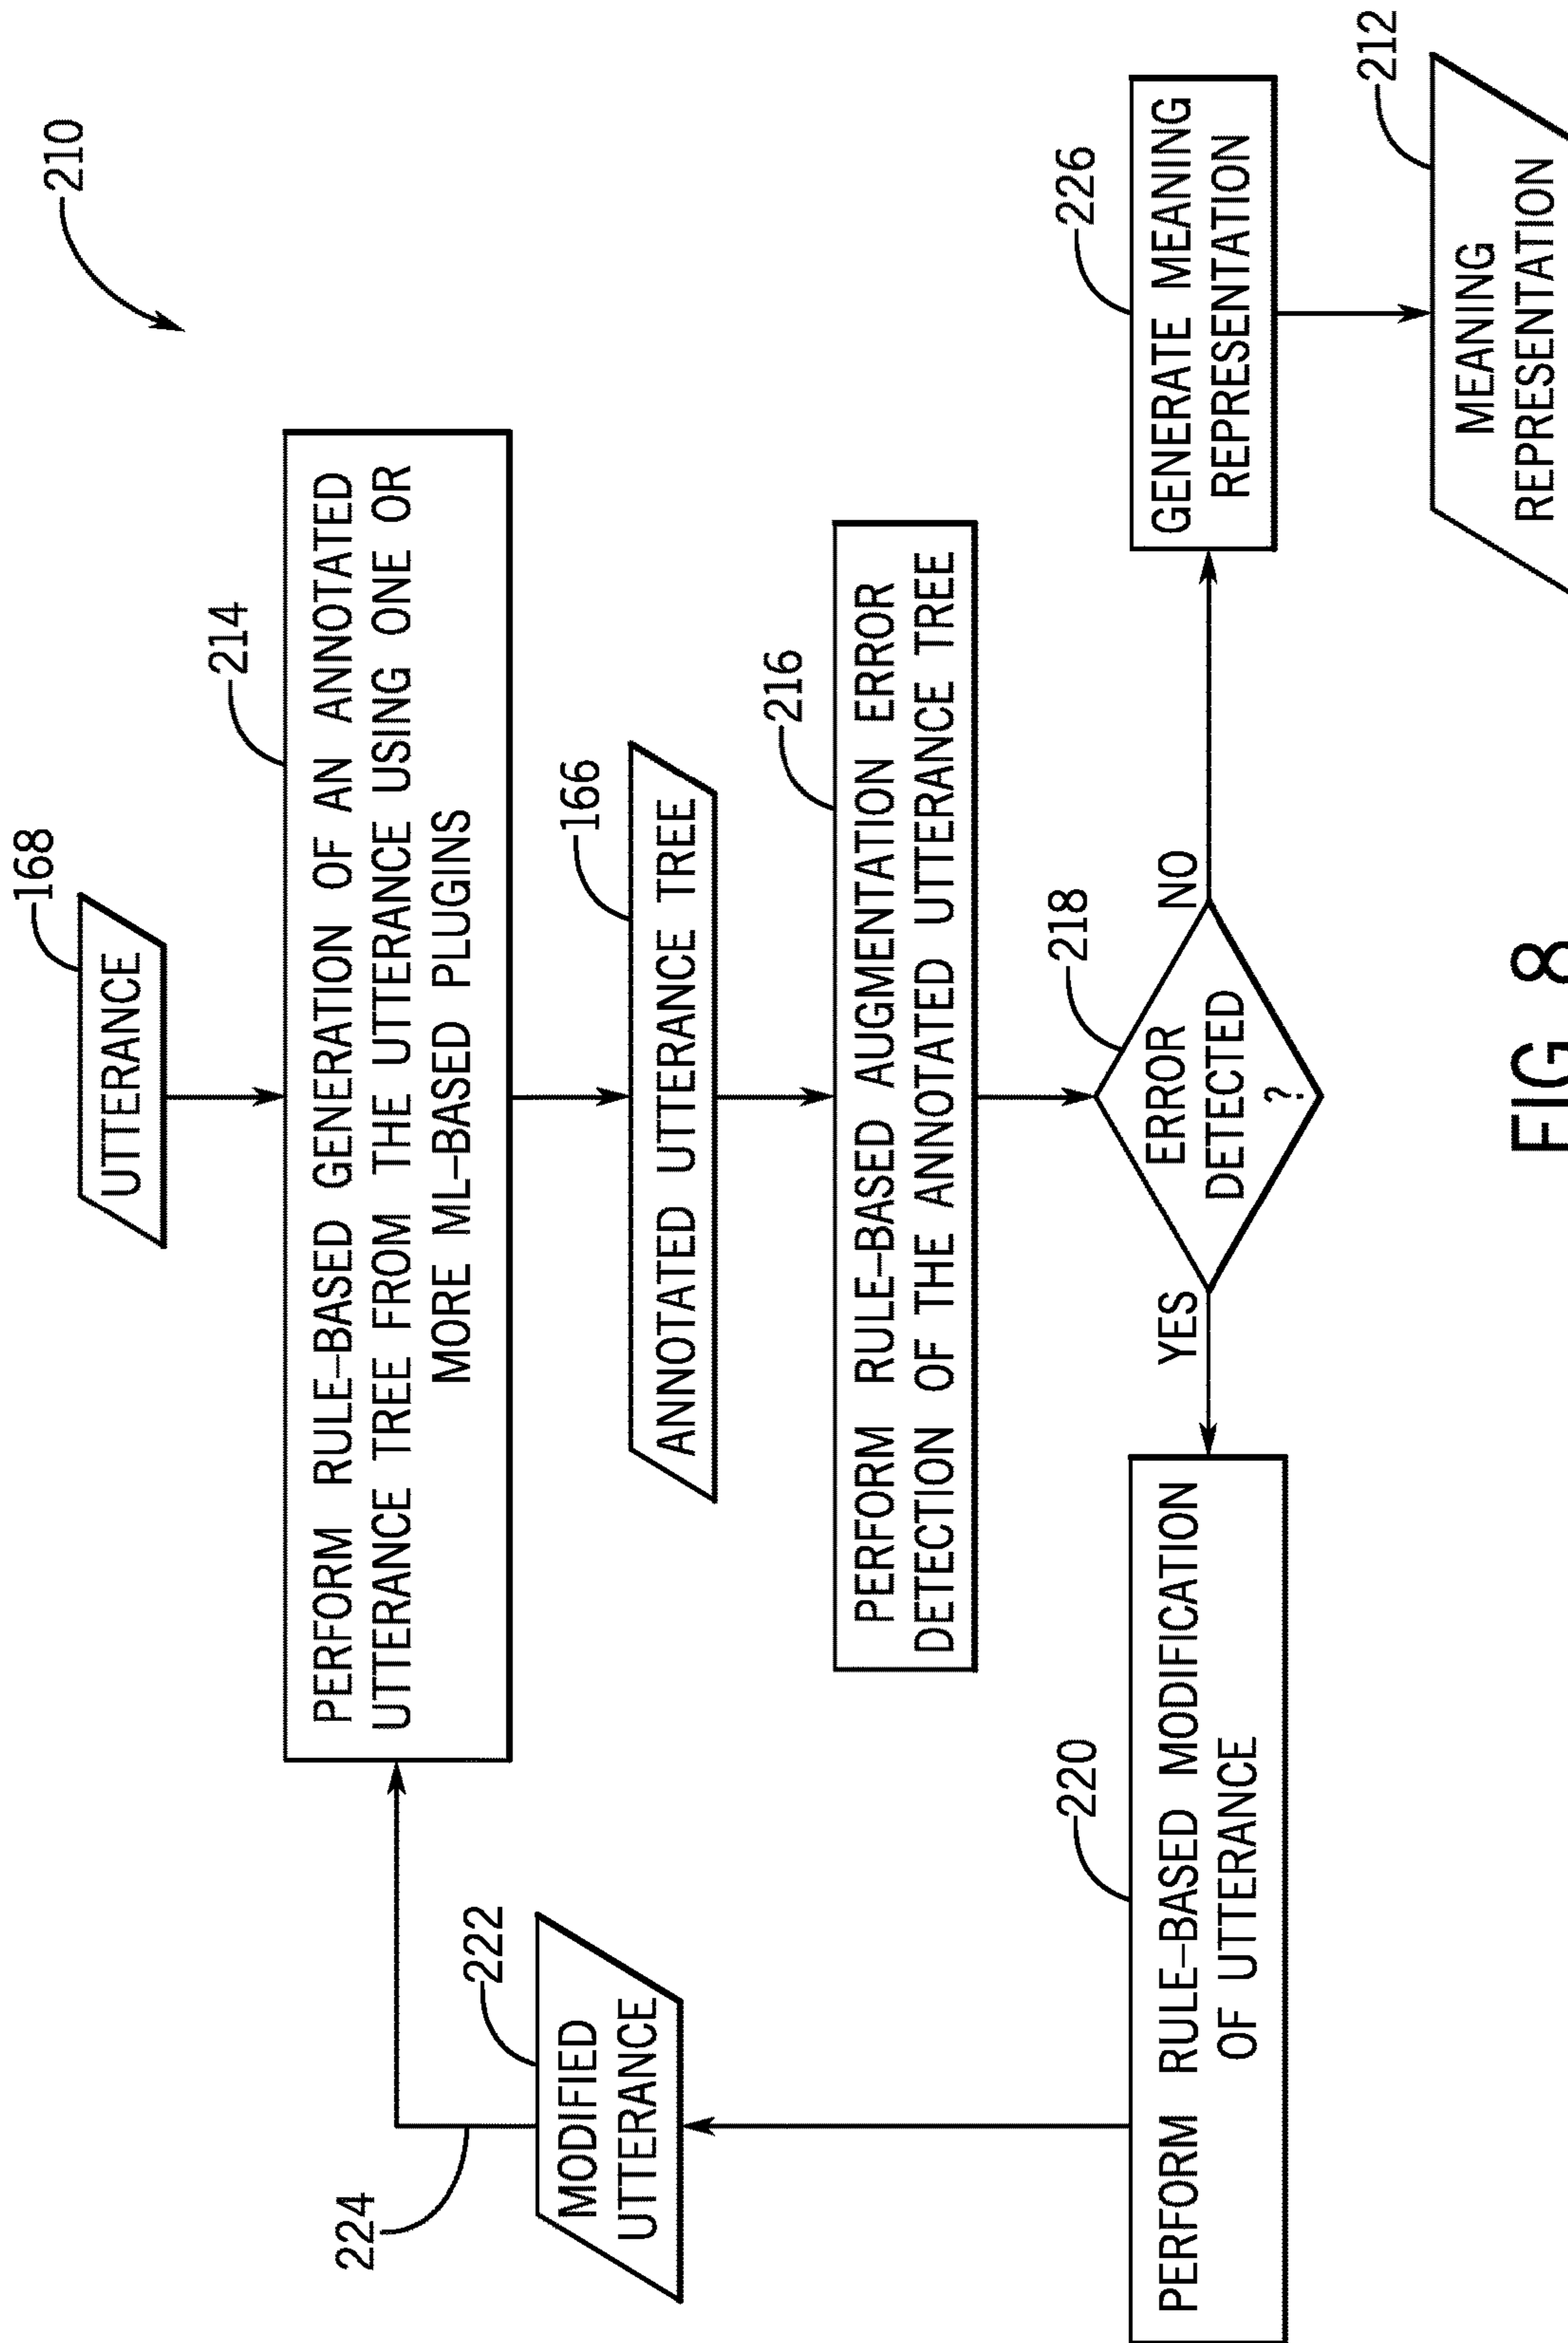 210
168
UTTERANCE
214
PERFORM RULE-BASED GENERATION OF AN ANNOTATED
UTTERANCE TREE FROM THE UTTERANCE USING ONE OR
MORE ML-BASED PLUGINS
166
ANNOTATED UTTERANCE TREE
216
PERFORM RULE-BASED AUGMENTATION ERROR
DETECTION OF THE ANNOTATED UTTERANCE TREE
218
ERROR
DETECTED
?
YES
NO
220
PERFORM RULE-BASED MODIFICATION
OF UTTERANCE
222
MODIFIED
UTTERANCE
224
226
GENERATE MEANING
REPRESENTATION
212
MEANING
REPRESENTATION
FIG 8